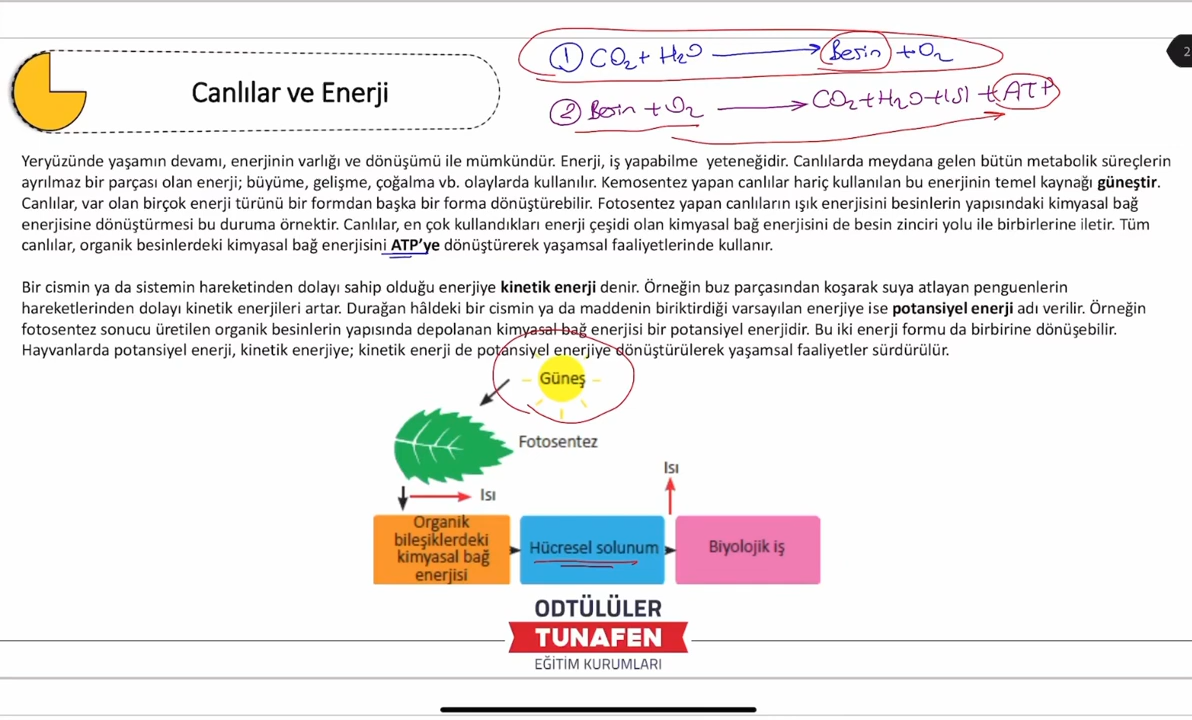 ① CO₂ + H₂O → Besin + O₂
② Besin + O₂ → CO₂ + H₂O + ISI + ATP
2
Canlılar ve Enerji
Yeryüzünde yaşamın devamı, enerjinin varlığı ve dönüşümü ile mümkündür. Enerji, iş yapabilme yeteneğidir. Canlılarda meydana gelen bütün metabolik süreçlerin
ayrılmaz bir parçası olan enerji; büyüme, gelişme, çoğalma vb. olaylarda kullanılır. Kemosentez yapan canlılar hariç kullanılan bu enerjinin temel kaynağı güneştir.
Canlılar, var olan birçok enerji türünü bir formdan başka bir forma dönüştürebilir. Fotosentez yapan canlıların ışık enerjisini besinlerin yapısındaki kimyasal bağ
enerjisine dönüştürmesi bu duruma örnektir. Canlılar, en çok kullandıkları enerji çeşidi olan kimyasal bağ enerjisini de besin zinciri yolu ile birbirlerine iletir. Tüm
canlılar, organik besinlerdeki kimyasal bağ enerjisini ATP’ye dönüştürerek yaşamsal faaliyetlerinde kullanır.
Bir cismin ya da sistemin hareketinden dolayı sahip olduğu enerjiye kinetik enerji denir. Örneğin buz parçasından koşarak suya atlayan penguenlerin
hareketlerinden dolayı kinetik enerjileri artar. Durağan hâldeki bir cismin ya da maddenin biriktirdiği varsayılan enerjiye ise potansiyel enerji adı verilir. Örneğin
fotosentez sonucu üretilen organik besinlerin yapısında depolanan kimyasal bağ enerjisi bir potansiyel enerjidir. Bu iki enerji formu da birbirine dönüşebilir.
Hayvanlarda potansiyel enerji, kinetik enerjiye; kinetik enerji de potansiyel enerjiye dönüştürülerek yaşamsal faaliyetler sürdürülür.
Güneş
Fotosentez
Isı
Isı
Organik
bileşiklerdeki
kimyasal bağ
enerjisi
Hücresel solunum
Biyolojik iş
ODTÜLÜLER
TUNAFEN
EĞİTİM KURUMLARI